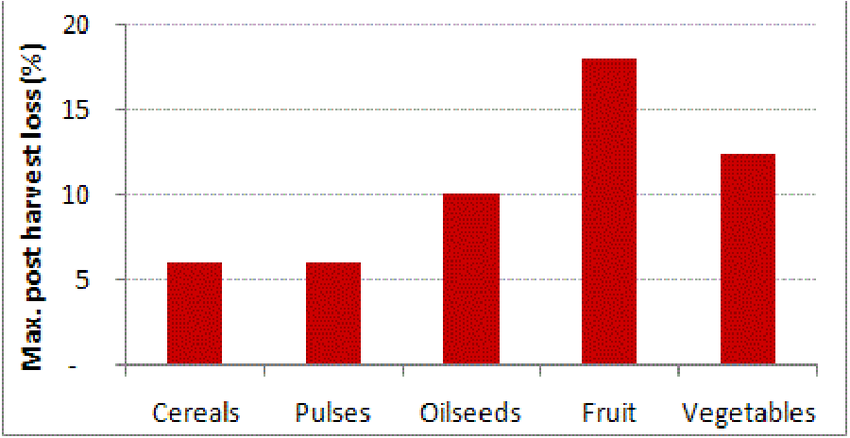 Max. post harvest loss (%)
20
15
10
5
-
Cereals Pulses Oilseeds Fruit Vegetables